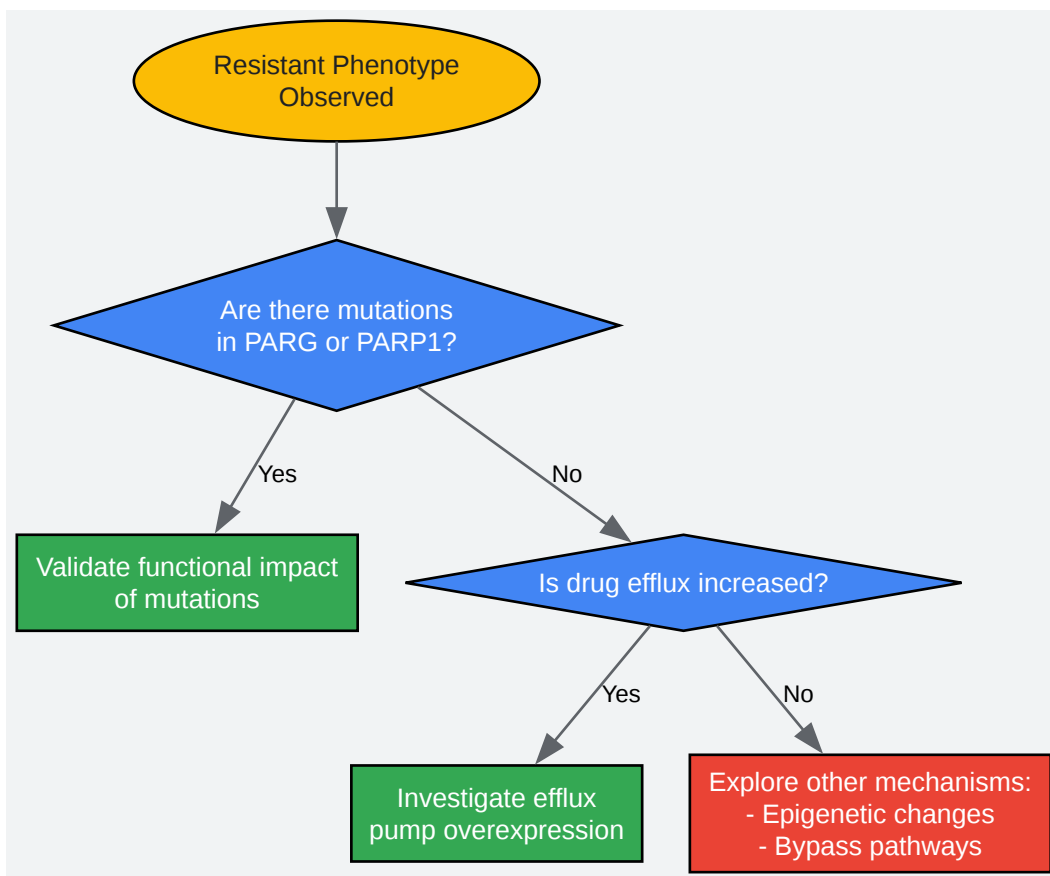 Resistant Phenotype
Observed
Are there mutations
in PARG or PARP1?
Yes
No
Validate functional impact
of mutations
Is drug efflux increased?
Yes
No
Investigate efflux
pump overexpression
Explore other mechanisms:
- Epigenetic changes
- Bypass pathways